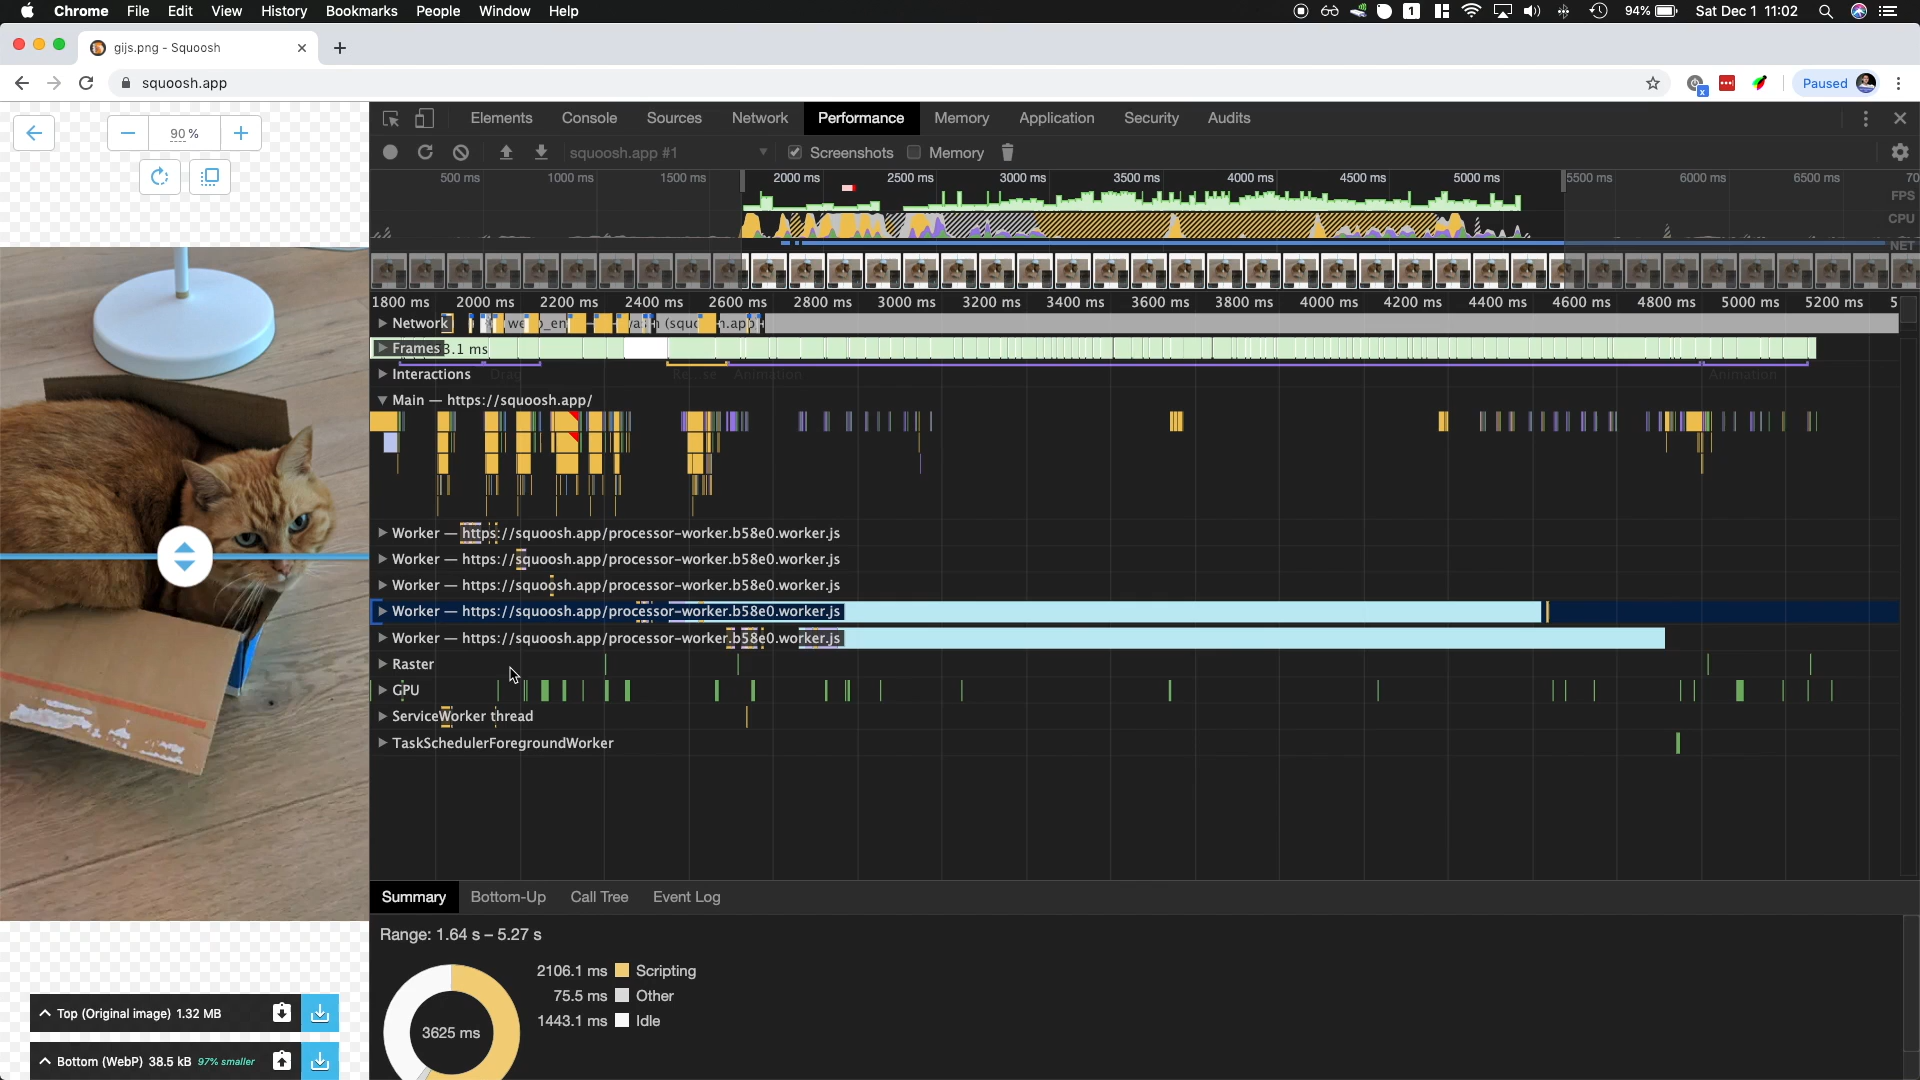 Chrome File Edit View History Bookmarks People Window Help
1 94% Sat Dec 1 11:02
gijs.png - Squoosh
squoosh.app
Paused
90 %
Elements Console Sources Network Performance Memory Application Security Audits
squoosh.app #1 Screenshots Memory
500 ms 1000 ms 1500 ms 2000 ms 2500 ms 3000 ms 3500 ms 4000 ms 4500 ms 5000 ms 5500 ms 6000 ms 6500 ms 70
FPS
CPU
NET
1800 ms 2000 ms 2200 ms 2400 ms 2600 ms 2800 ms 3000 ms 3200 ms 3400 ms 3600 ms 3800 ms 4000 ms 4200 ms 4400 ms 4600 ms 4800 ms 5000 ms 5200 ms 5
Network
Frames 3.1 ms
Interactions Drag Animation Animation
Main — https://squoosh.app/
Worker — https://squoosh.app/processor-worker.b58e0.worker.js
Worker — https://squoosh.app/processor-worker.b58e0.worker.js
Worker — https://squoosh.app/processor-worker.b58e0.worker.js
Worker — https://squoosh.app/processor-worker.b58e0.worker.js
Worker — https://squoosh.app/processor-worker.b58e0.worker.js
Raster
GPU
ServiceWorker thread
TaskSchedulerForegroundWorker
Summary Bottom-Up Call Tree Event Log
Range: 1.64 s – 5.27 s
3625 ms
2106.1 ms Scripting
75.5 ms Other
1443.1 ms Idle
Top (Original image) 1.32 MB
Bottom (WebP) 38.5 kB 97% smaller